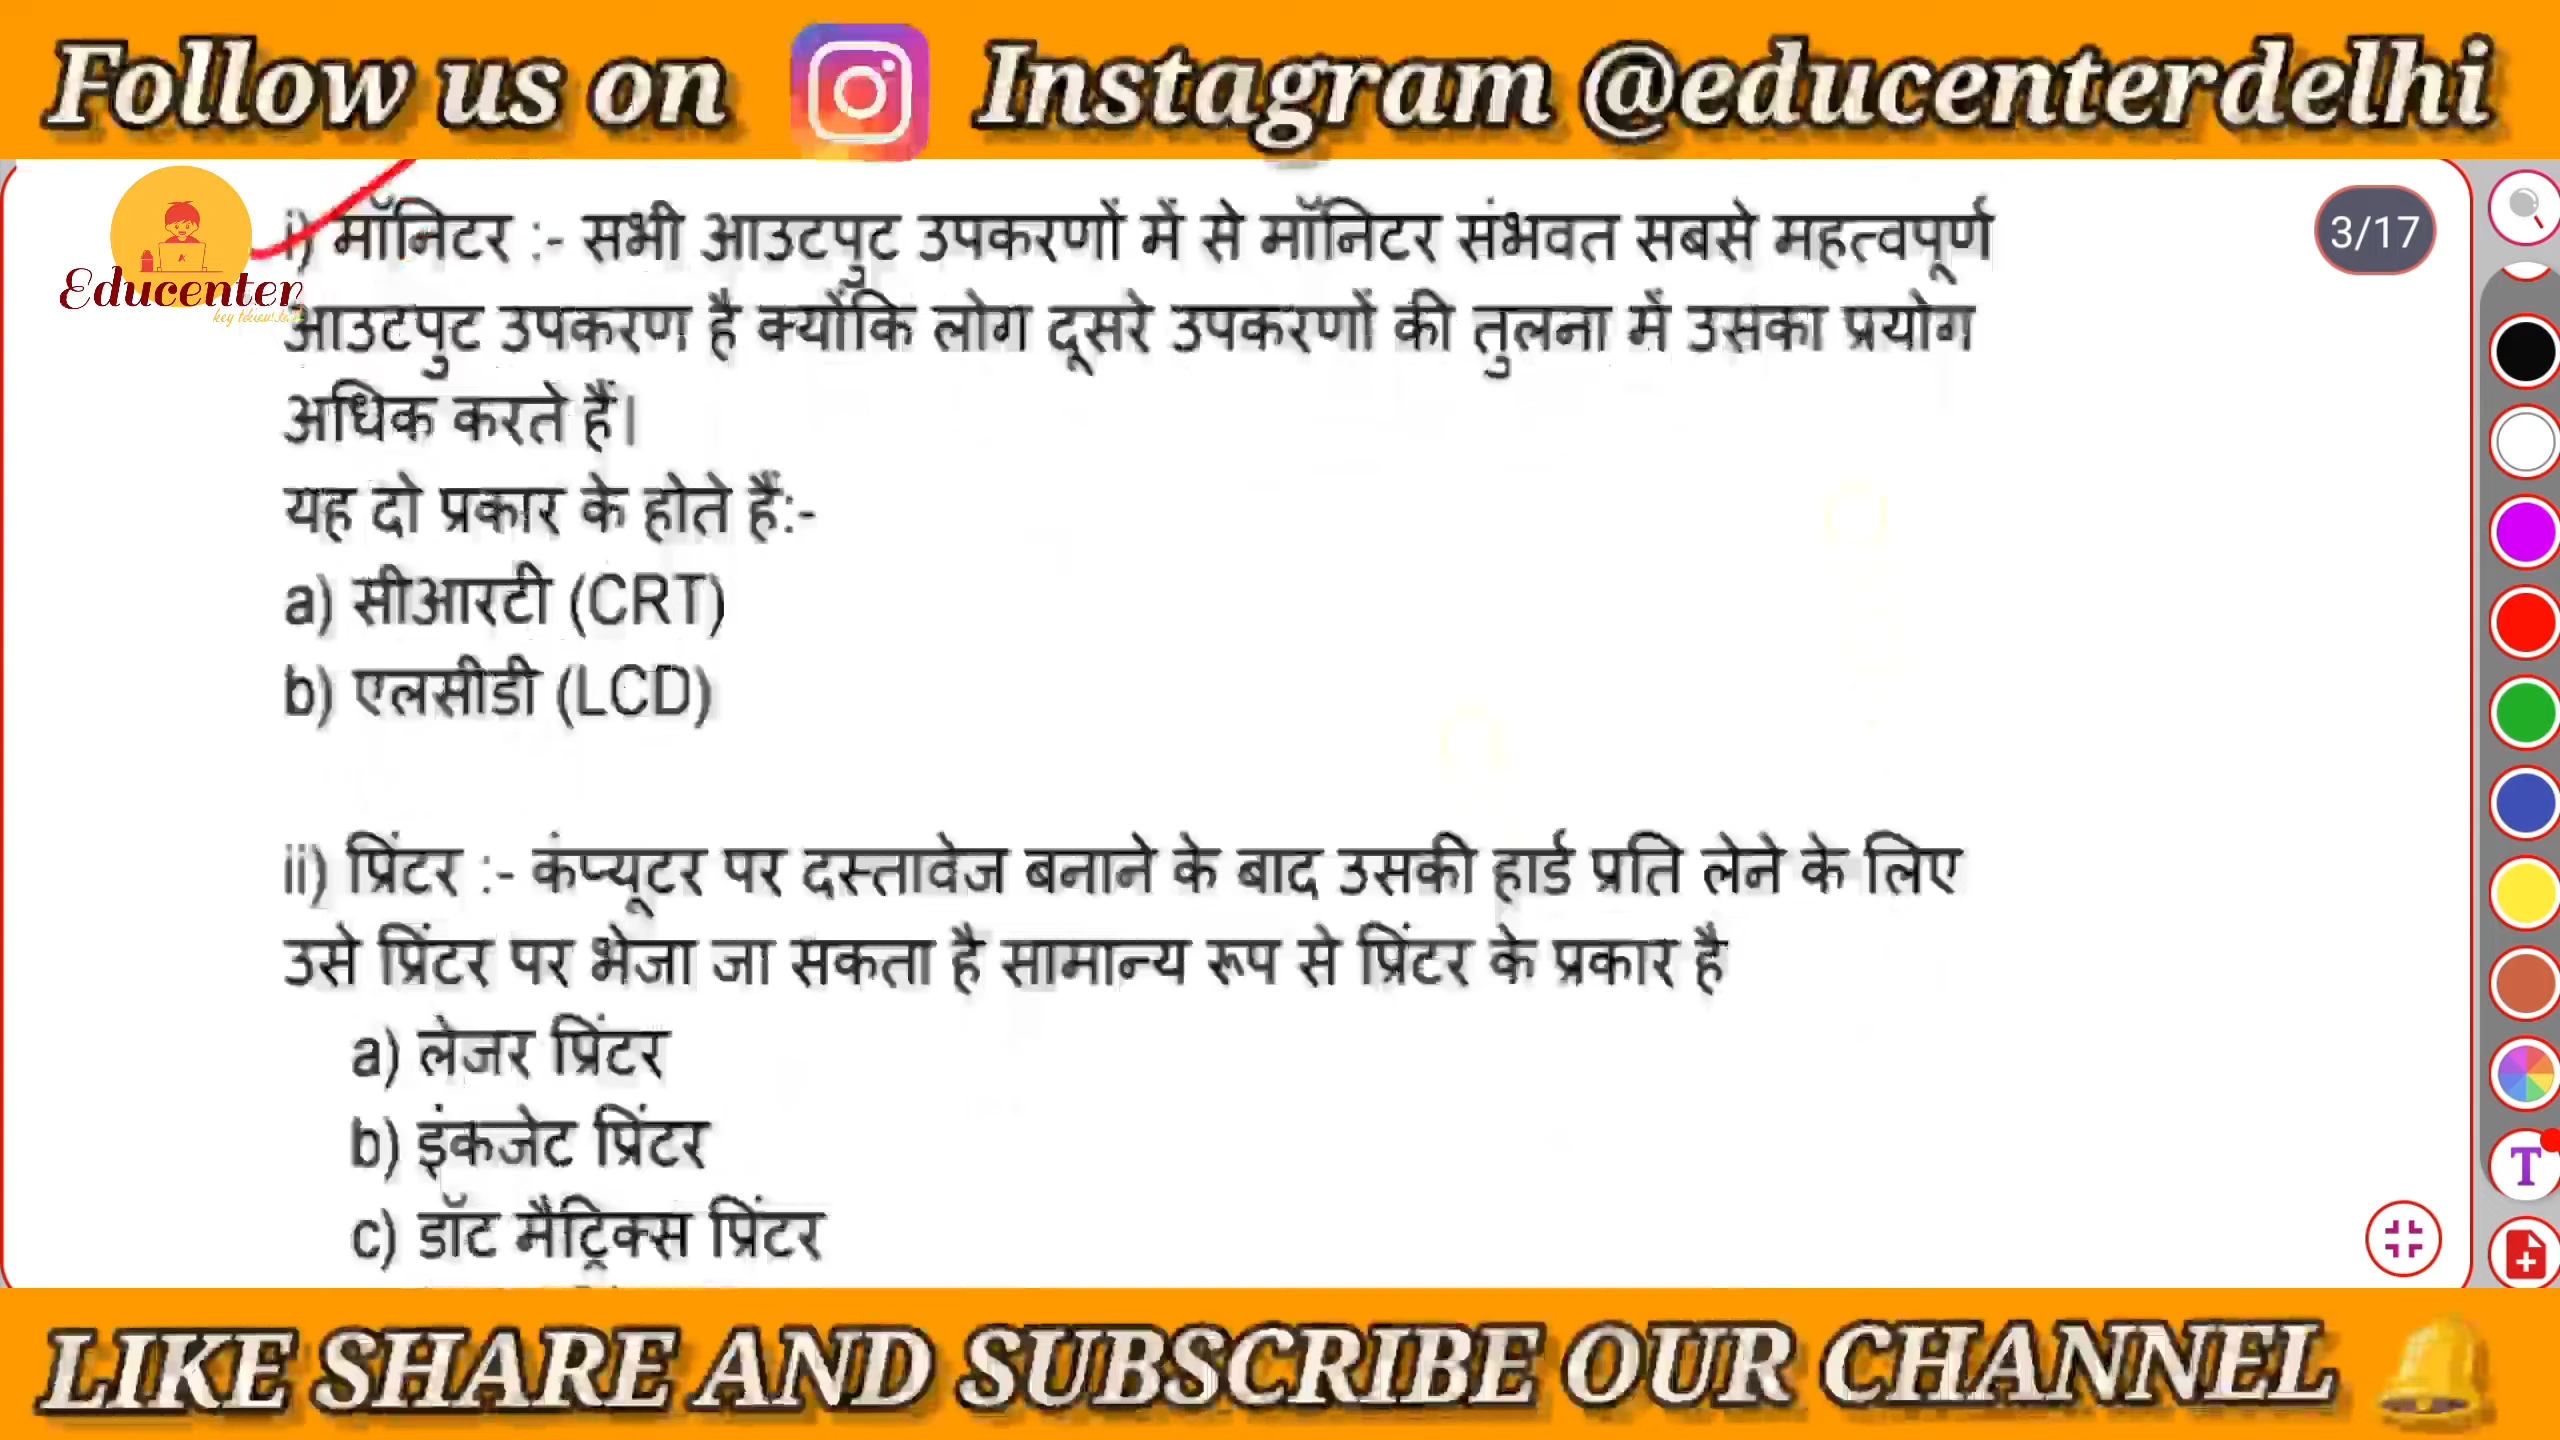 Follow us on Instagram @educenterdelhi
3/17
Educenter
i) मॉनिटर :- सभी आउटपुट उपकरणों में से मॉनिटर संभवत सबसे महत्वपूर्ण
आउटपुट उपकरण है क्योंकि लोग दूसरे उपकरणों की तुलना में उसका प्रयोग
अधिक करते हैं।
यह दो प्रकार के होते हैं:-
a) सीआरटी (CRT)
b) एलसीडी (LCD)
ii) प्रिंटर :- कंप्यूटर पर दस्तावेज बनाने के बाद उसकी हार्ड प्रति लेने के लिए
उसे प्रिंटर पर भेजा जा सकता है सामान्य रूप से प्रिंटर के प्रकार है
a) लेजर प्रिंटर
b) इंकजेट प्रिंटर
c) डॉट मैट्रिक्स प्रिंटर
T
LIKE SHARE AND SUBSCRIBE OUR CHANNEL